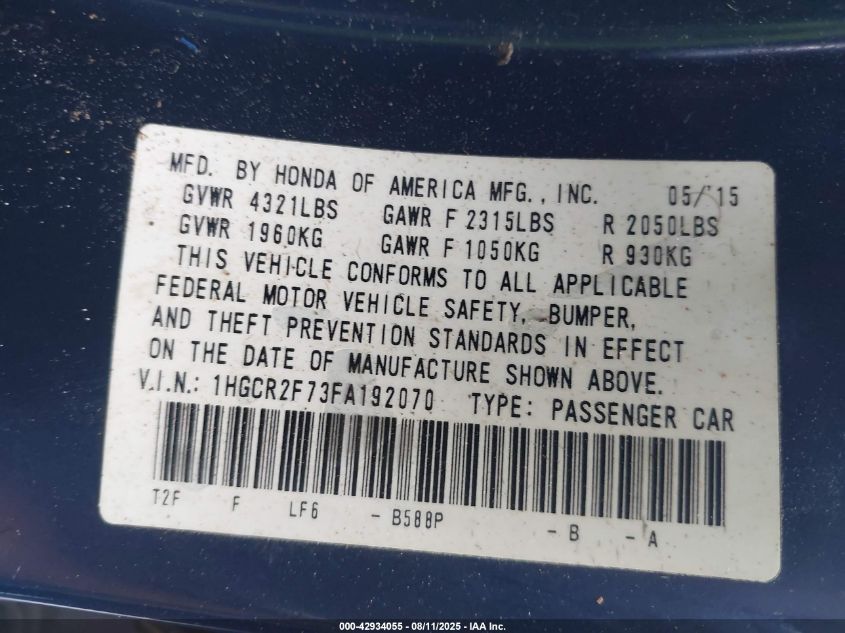 MFD. BY HONDA OF AMERICA MFG., INC. 05/15
GVWR 4321LBS GAWR F 2315LBS R 2050LBS
GVWR 1960KG GAWR F 1050KG R 930KG
THIS VEHICLE CONFORMS TO ALL APPLICABLE
FEDERAL MOTOR VEHICLE SAFETY, BUMPER,
AND THEFT PREVENTION STANDARDS IN EFFECT
ON THE DATE OF MANUFACTURE SHOWN ABOVE.
V.I.N.: 1HGCR2F73FA192070 TYPE: PASSENGER CAR
T2F F LF6 - B588P - B - A
000-42934055 - 08/11/2025 - IAA Inc.